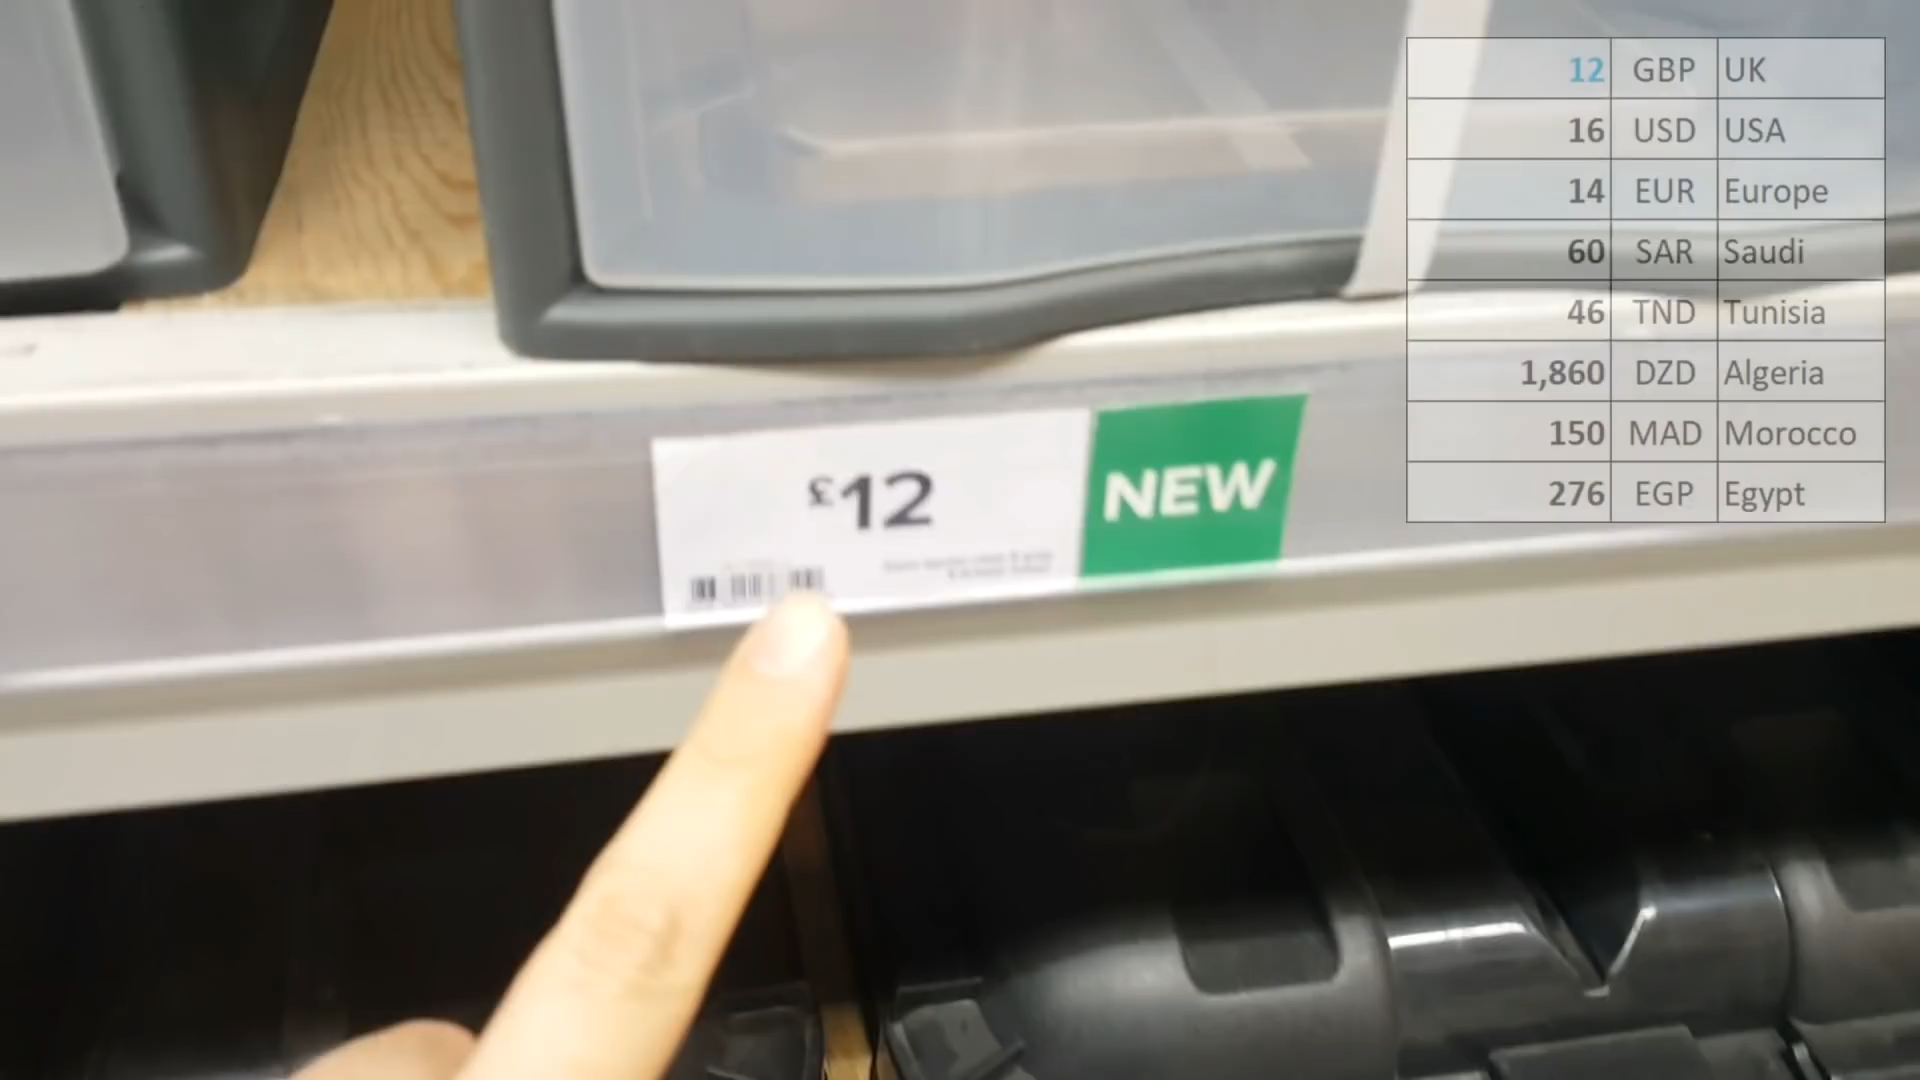 £12
NEW
12 GBP UK
16 USD USA
14 EUR Europe
60 SAR Saudi
46 TND Tunisia
1,860 DZD Algeria
150 MAD Morocco
276 EGP Egypt